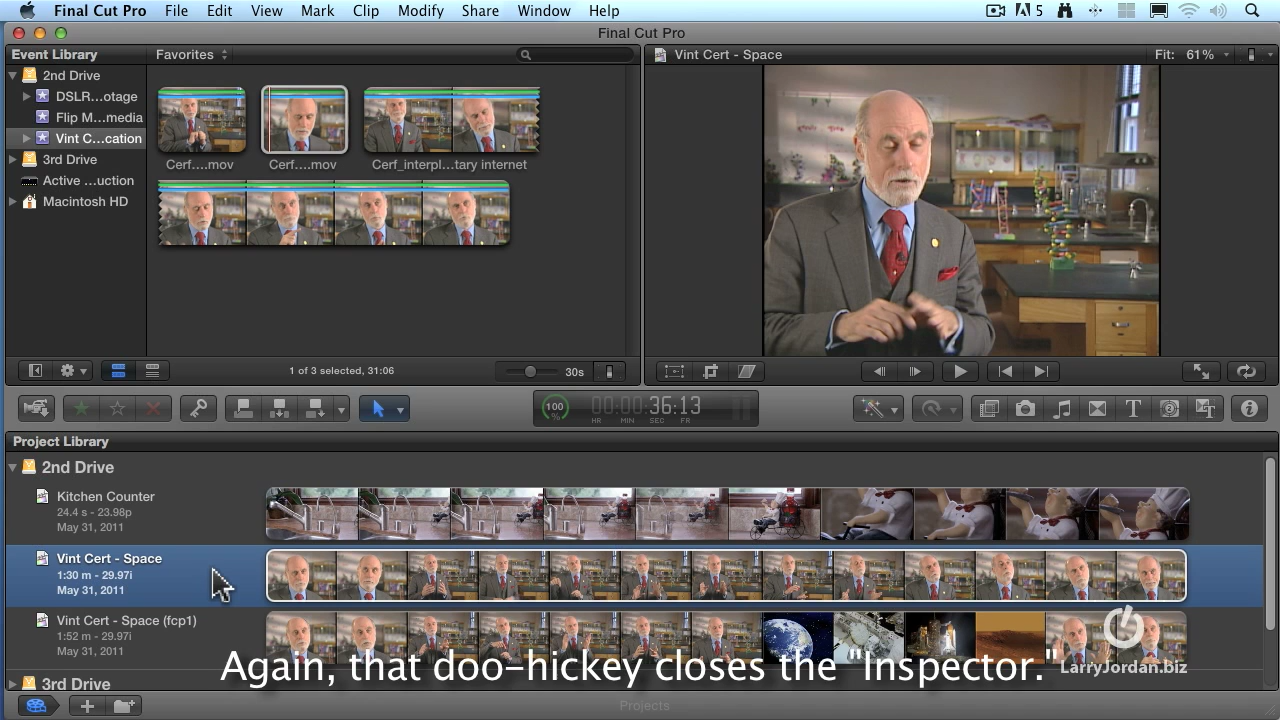 Final Cut Pro File Edit View Mark Clip Modify Share Window Help 5
Final Cut Pro
Event Library Favorites Vint Cert - Space Fit: 61%
2nd Drive
DSLR...otage
Flip M...media
Vint C...cation
3rd Drive
Active ...uction
Macintosh HD
Cerf....mov Cerf....mov Cerf_interpl...tary internet
1 of 3 selected, 31:06 30s
100 % 00:00:36:13
HR MIN SEC FR
Project Library
2nd Drive
Kitchen Counter
24.4 s - 23.98p
May 31, 2011
Vint Cert - Space
1:30 m - 29.97i
May 31, 2011
Vint Cert - Space (fcp1)
1:52 m - 29.97i
May 31, 2011
Again, that doo-hickey closes the "Inspector."
LarryJordan.biz
3rd Drive
Projects